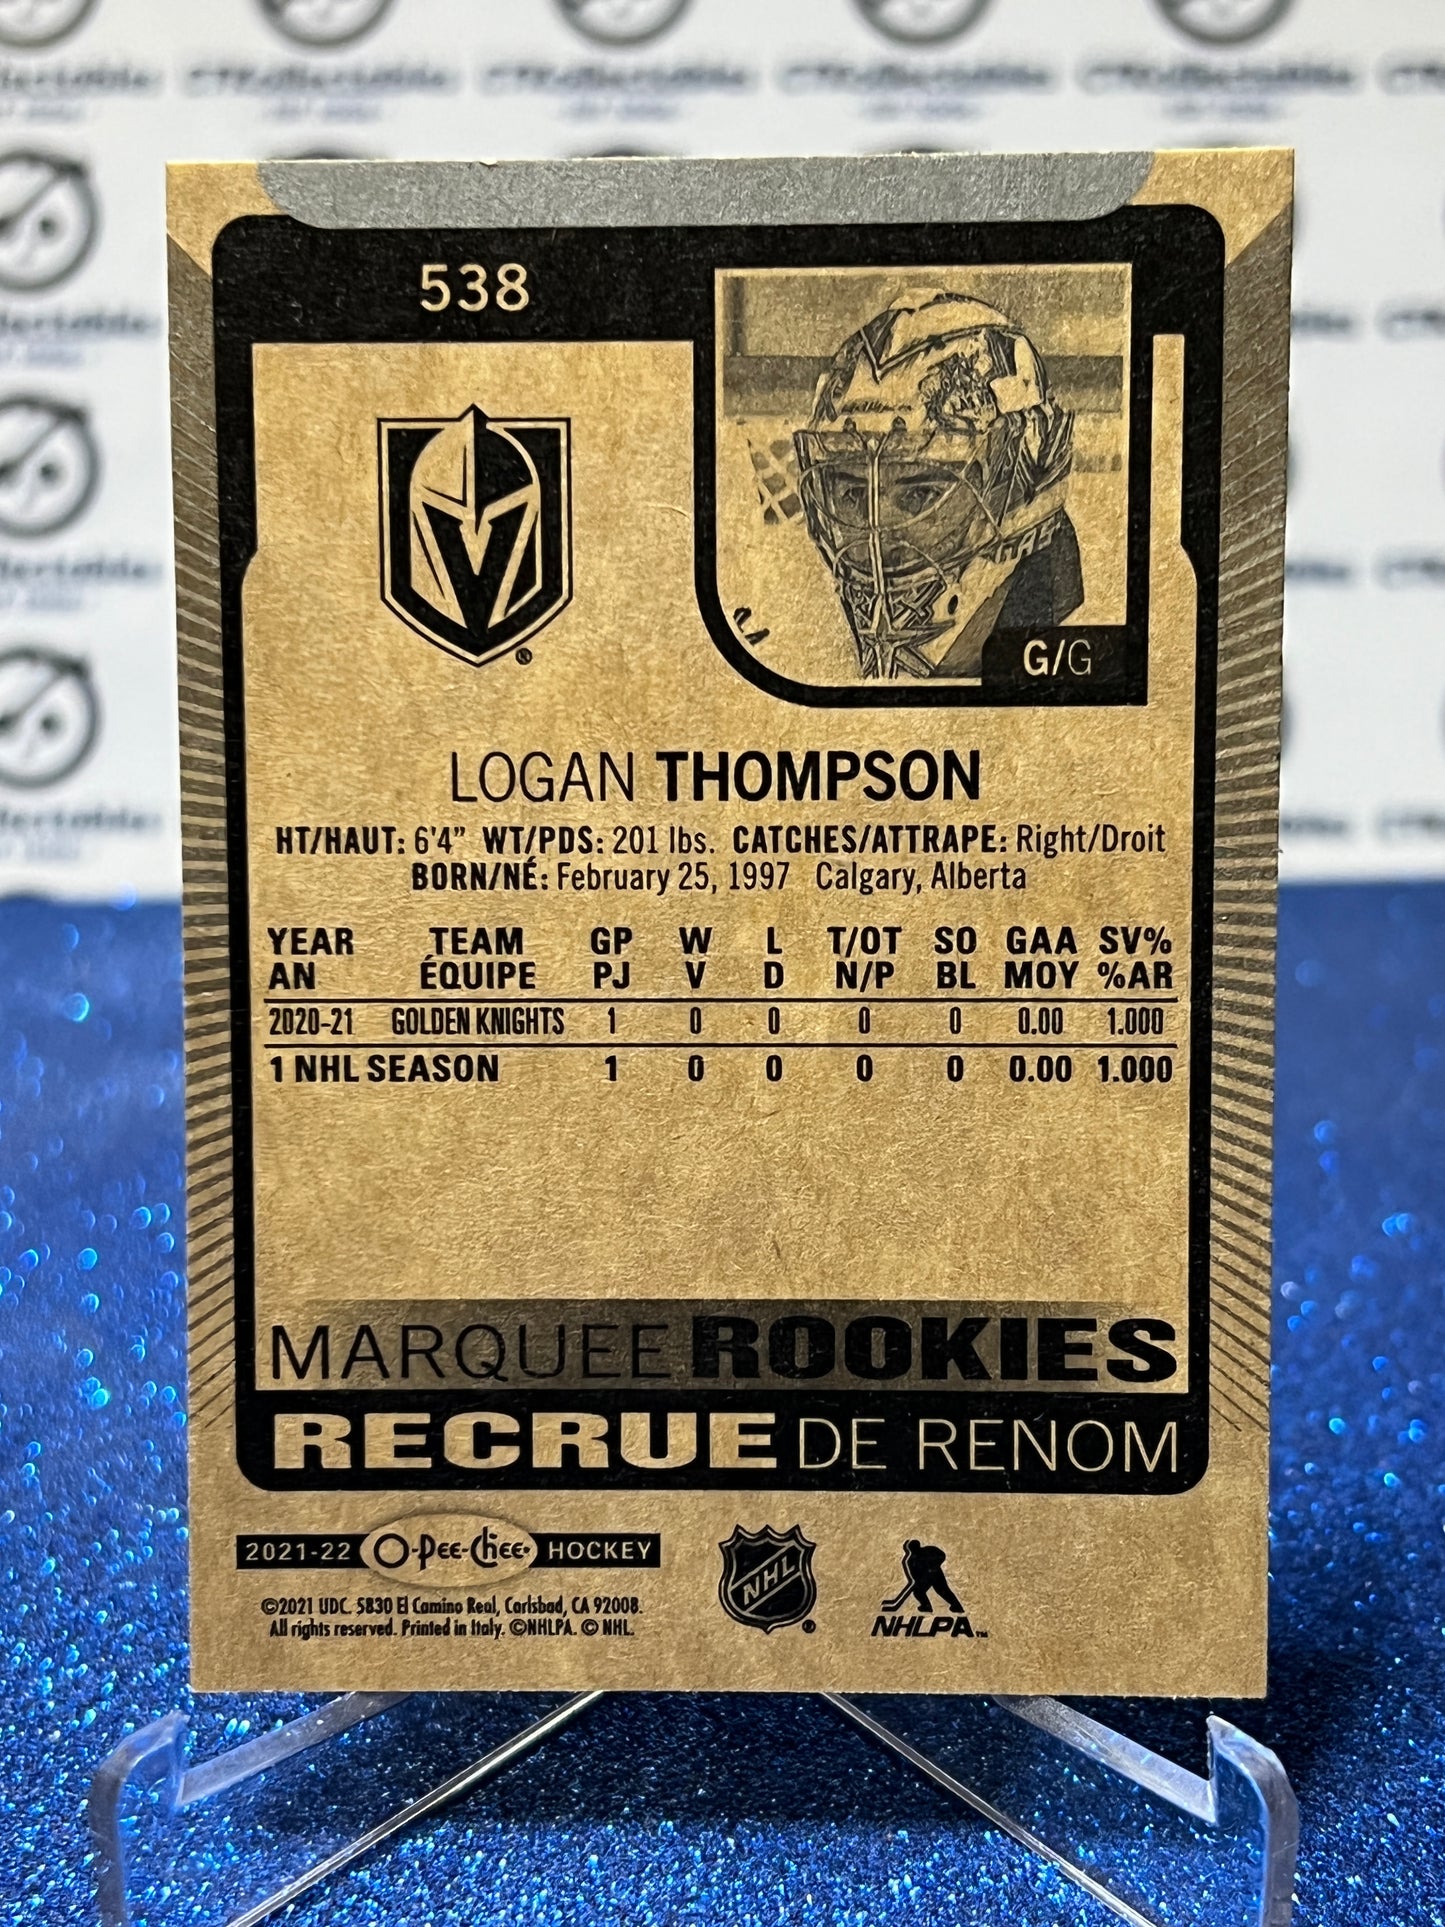 538
G/G
LOGAN THOMPSON
HT/HAUT: 6'4" WT/PDS: 201 lbs. CATCHES/ATTRAPE: Right/Droit
BORN/NÉ: February 25, 1997 Calgary, Alberta
YEAR TEAM GP W L T/OT SO GAA SV%
AN ÉQUIPE PJ V D N/P BL MOY %AR
2020-21 GOLDEN KNIGHTS 1 0 0 0 0 0.00 1.000
1 NHL SEASON 1 0 0 0 0 0.00 1.000
MARQUEE ROOKIES
RECRUE DE RENOM
2021-22 O-Pee-Chee HOCKEY
©2021 UDC. 5830 El Camino Real, Carlsbad, CA 92008.
All rights reserved. Printed in Italy. ©NHLPA. © NHL.
NHL
NHLPA™